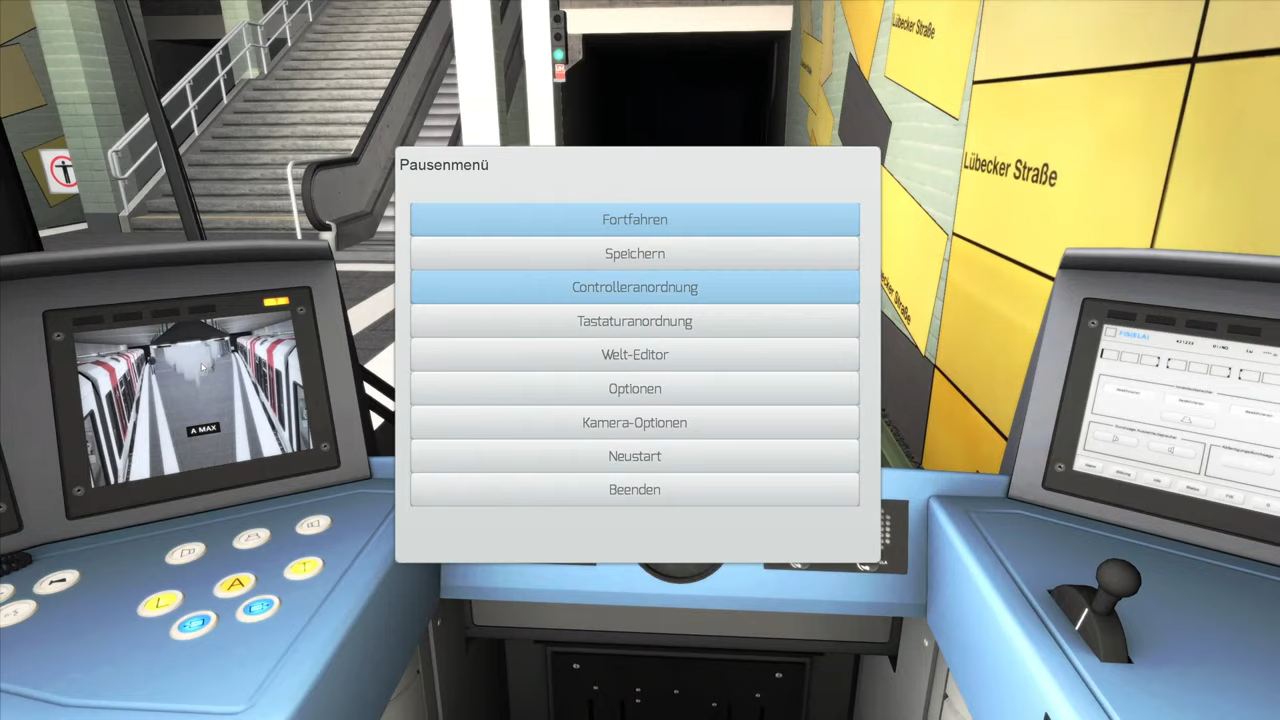 Lübecker Straße
Lübecker Straße
Pausenmenü
Fortfahren
Speichern
Controlleranordnung
Tastaturanordnung
Welt-Editor
Optionen
Kamera-Optionen
Neustart
Beenden
A MAX
L
A
T